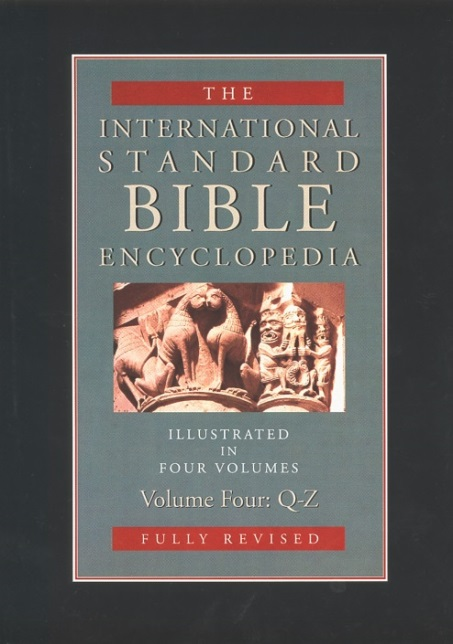 THE
INTERNATIONAL
STANDARD
BIBLE
ENCYCLOPEDIA
ILLUSTRATED
IN
FOUR VOLUMES
Volume Four: Q-Z
FULLY REVISED